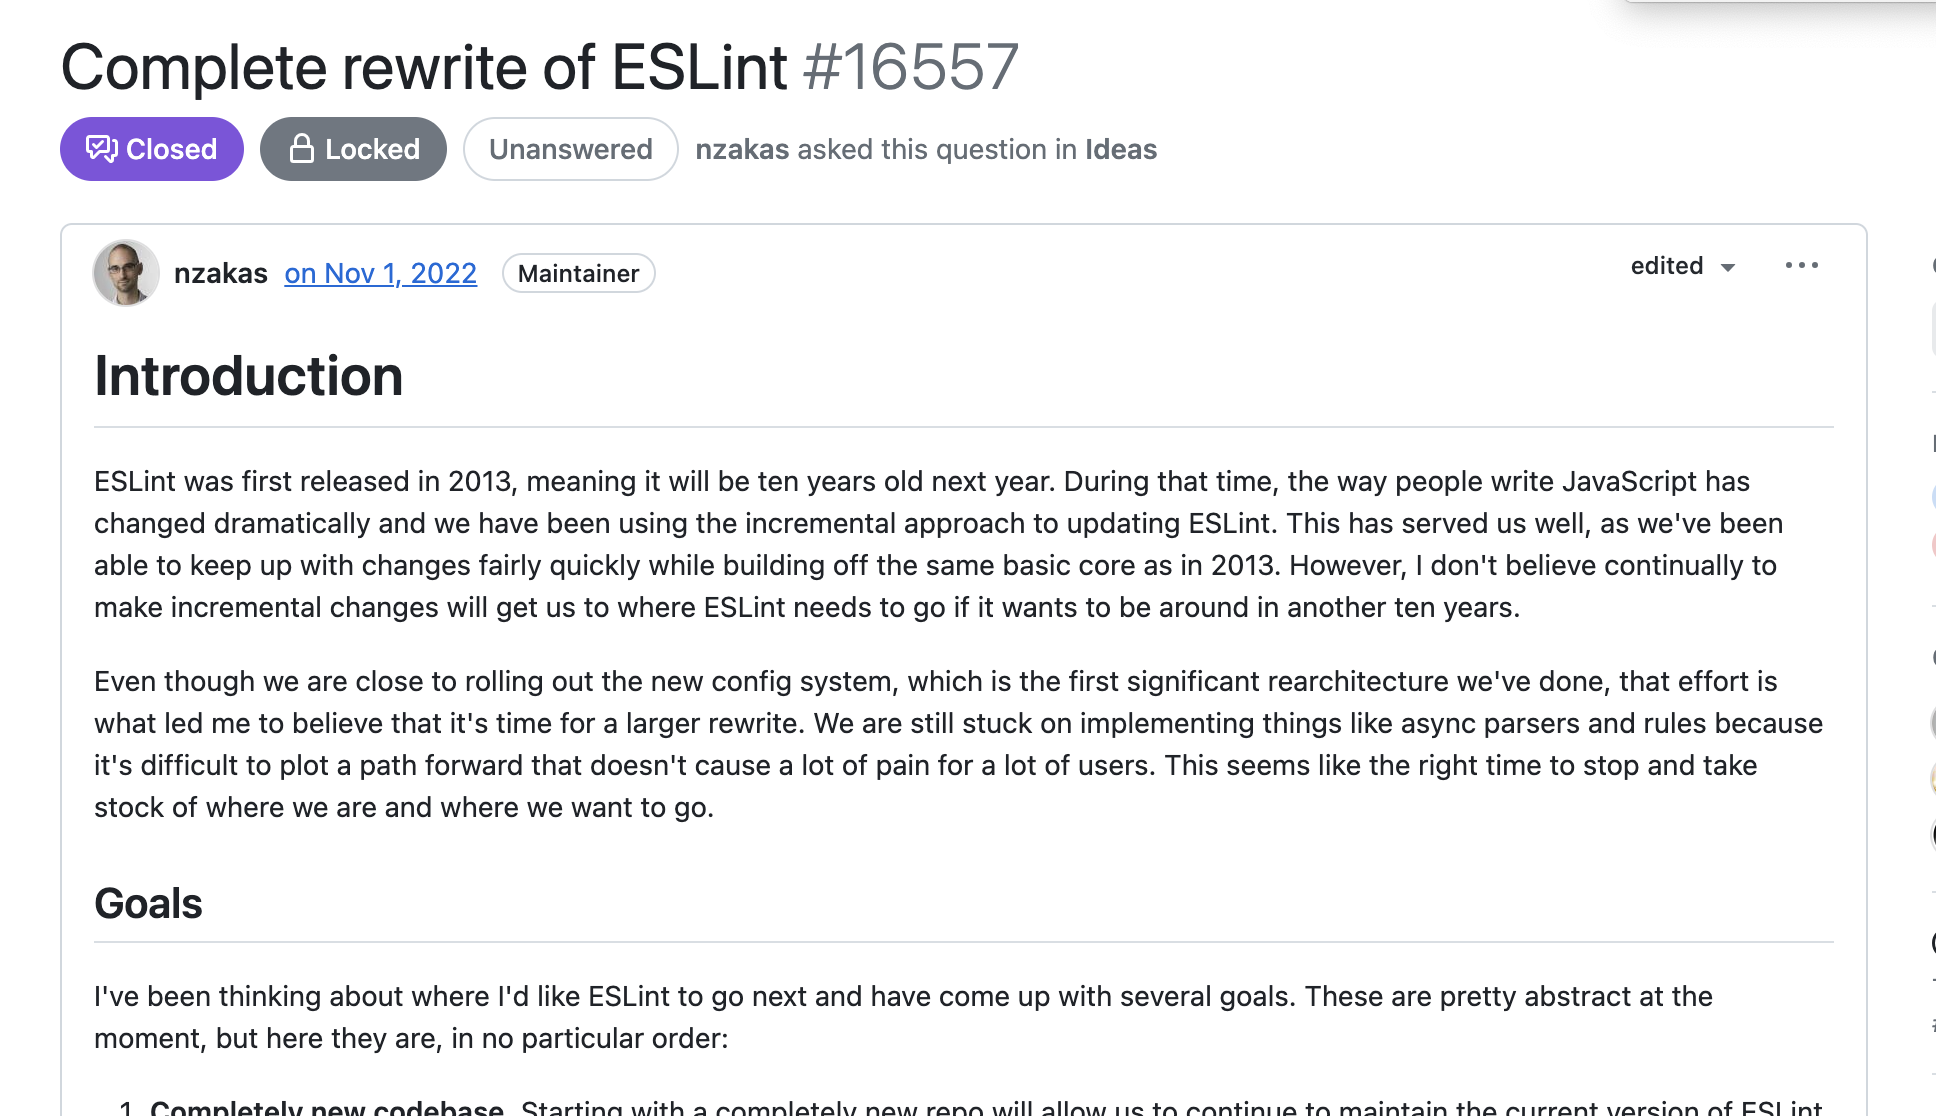 Complete rewrite of ESLint #16557
Closed Locked Unanswered nzakas asked this question in Ideas
nzakas on Nov 1, 2022 Maintainer edited
Introduction
ESLint was first released in 2013, meaning it will be ten years old next year. During that time, the way people write JavaScript has
changed dramatically and we have been using the incremental approach to updating ESLint. This has served us well, as we've been
able to keep up with changes fairly quickly while building off the same basic core as in 2013. However, I don't believe continually to
make incremental changes will get us to where ESLint needs to go if it wants to be around in another ten years.
Even though we are close to rolling out the new config system, which is the first significant rearchitecture we've done, that effort is
what led me to believe that it's time for a larger rewrite. We are still stuck on implementing things like async parsers and rules because
it's difficult to plot a path forward that doesn't cause a lot of pain for a lot of users. This seems like the right time to stop and take
stock of where we are and where we want to go.
Goals
I've been thinking about where I'd like ESLint to go next and have come up with several goals. These are pretty abstract at the
moment, but here they are, in no particular order:
1. Completely new codebase. Starting with a completely new repo will allow us to continue to maintain the current version of ESLint